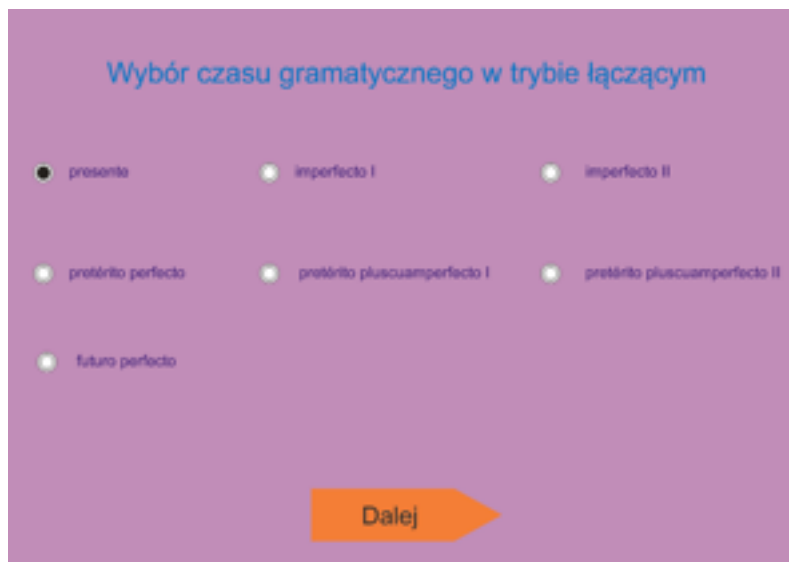 Wybór czasu gramatycznego w trybie łączącym
presente imperfecto I imperfecto II
pretérito perfecto pretérito pluscuamperfecto I pretérito pluscuamperfecto II
futuro perfecto
Dalej